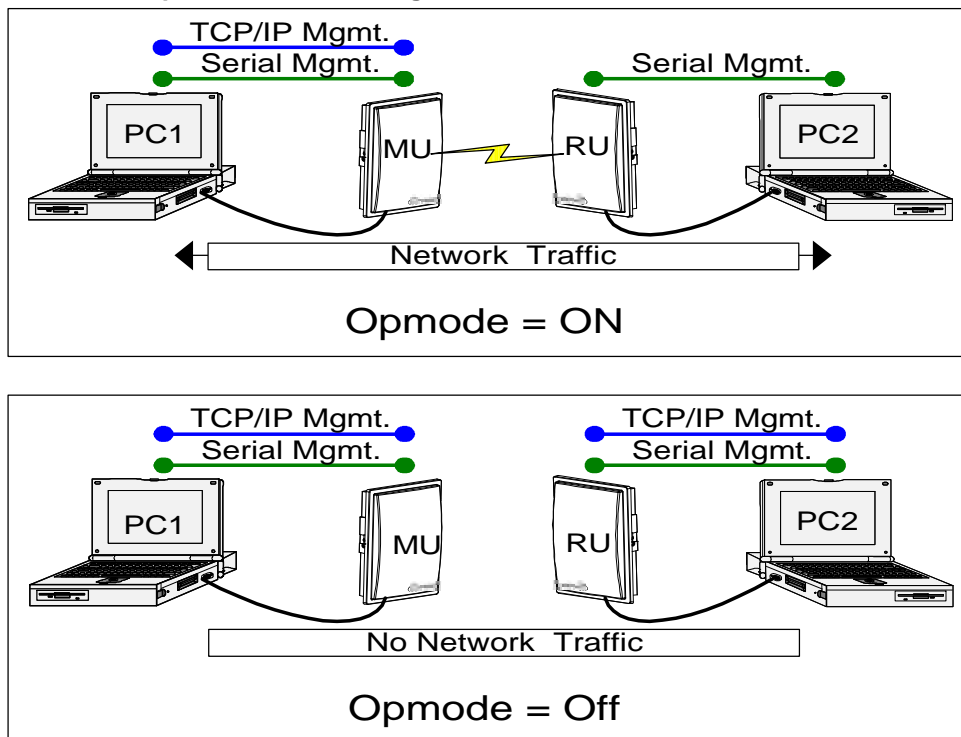 TCP/IP Mgmt.
Serial Mgmt.
Serial Mgmt.
PC1
MU
RU
PC2
Network Traffic
Opmode = ON
TCP/IP Mgmt.
TCP/IP Mgmt.
Serial Mgmt.
Serial Mgmt.
PC1
MU
RU
PC2
No Network Traffic
Opmode = Off